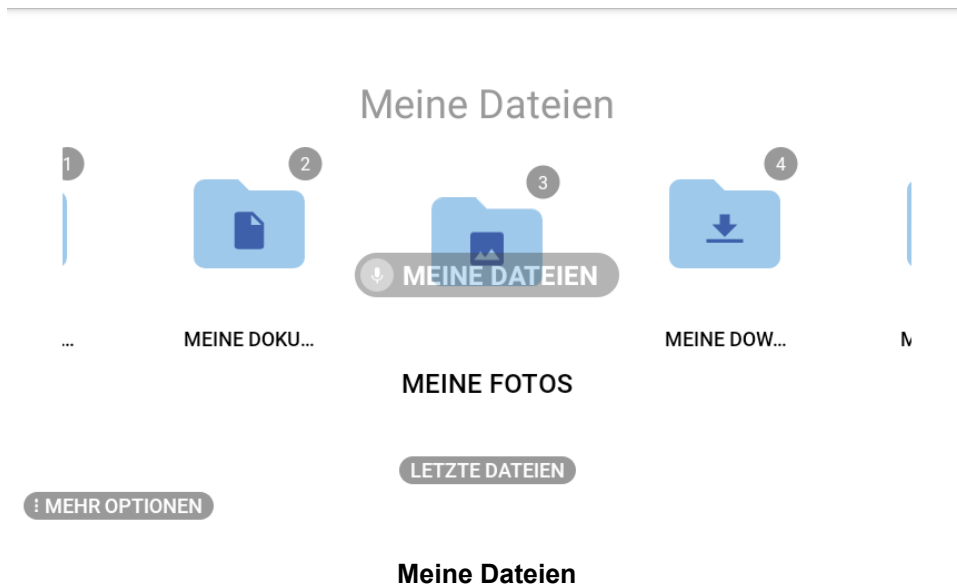 Meine Dateien
1
2
3
4
MEINE DATEIEN
...
MEINE DOKU...
MEINE DOW...
MEINE FOTOS
LETZTE DATEIEN
MEHR OPTIONEN
Meine Dateien